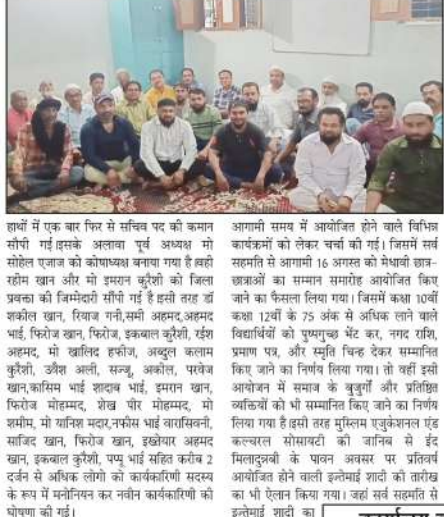 हाथों में एक बार फिर से सचिव पद की कमान
सौंपी गई।इसके अलावा पूर्व अध्यक्ष मो
सोहेल एजाज को कोषाध्यक्ष बनाया गया है।वही
रहीम खान और मो इमरान कुरैशी को जिला
प्रवक्ता की जिम्मेदारी सौंपी गई है।इसी तरह डॉ
शकील खान, रियाज गनी,समी अहमद,अहमद
भाई, फिरोज खान, फिरोज, इकबाल कुरैशी, रईश
अहमद, मो खालिद हफीज, अब्दुल कलाम
कुरैशी, उवैश अली, सज्जू, अकील, परवेज
खान,कासिम भाई शादाब भाई, इमरान खान,
फिरोज मोहम्मद, शेख पीर मोहम्मद, मो
शमीम, मो यानिश मदार,नफीस भाई वारासिवनी,
साजिद खान, फिरोज खान, इख्तेयार अहमद
खान, इकबाल कुरैशी, पप्पू भाई सहित करीब 2
दर्जन से अधिक लोगो को कार्यकारिणी सदस्य
के रूप में मनोनियन कर नवीन कार्यकारिणी की
घोषणा की गई।
आगामी समय में आयोजित होने वाले विभिन्न
कार्यक्रमों को लेकर चर्चा की गई। जिसमें सर्व
सहमति से आगामी 16 अगस्त को मेधावी छात्र-
छात्राओं का सम्मान समारोह आयोजित किए
जाने का फैसला लिया गया। जिसमें कक्षा 10वीं
कक्षा 12वीं के 75 अंक से अधिक लाने वाले
विद्यार्थियों को पुष्पगुच्छ भेंट कर, नगद राशि,
प्रमाण पत्र, और स्मृति चिन्ह देकर सम्मानित
किए जाने का निर्णय लिया गया। तो वहीं इसी
आयोजन में समाज के बुजुर्गों और प्रतिष्ठित
व्यक्तियों को भी सम्मानित किए जाने का निर्णय
लिया गया है।इसी तरह मुस्लिम एजुकेशनल एंड
कल्चरल सोसायटी की जानिब से ईद
मिलादुन्नबी के पावन अवसर पर प्रतिवर्ष
आयोजित होने वाली इज्तेमाई शादी की तारीख
का भी ऐलान किया गया। जहां सर्व सहमति से
इज्तेमाई शादी का